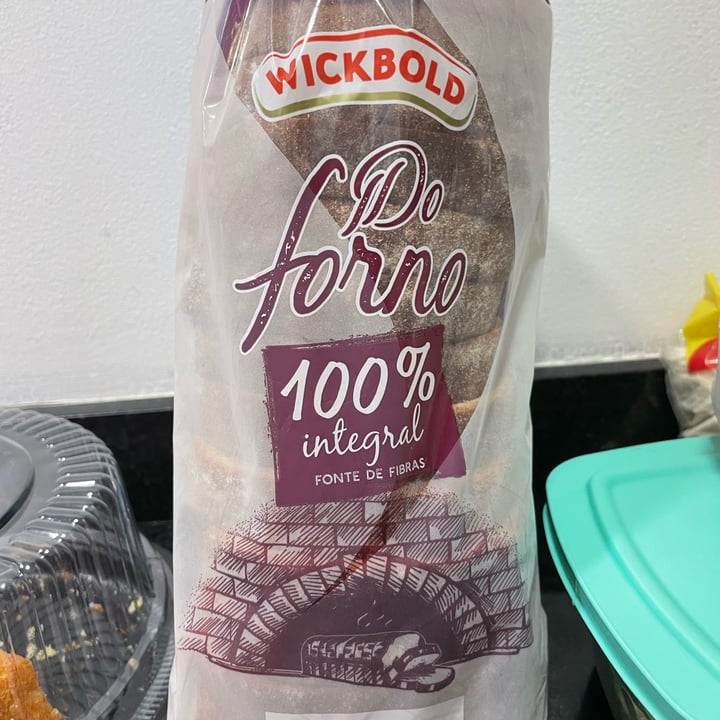 WICKBOLD
Do
forno
100%
integral
FONTE DE FIBRAS